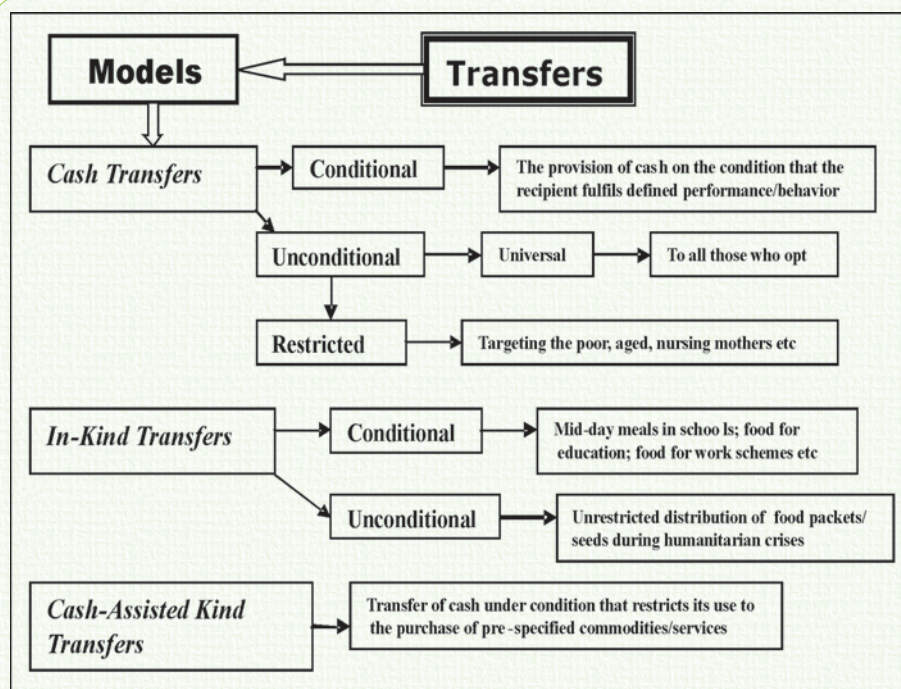 Models
Transfers
Cash Transfers
Conditional
The provision of cash on the condition that the
recipient fulfils defined performance/behavior
Unconditional
Universal
To all those who opt
Restricted
Targeting the poor, aged, nursing mothers etc
In-Kind Transfers
Conditional
Mid-day meals in schoo ls; food for
education; food for work schemes etc
Unconditional
Unrestricted distribution of food packets/
seeds during humanitarian crises
Cash-Assisted Kind
Transfers
Transfer of cash under condition that restricts its use to
the purchase of pre -specified commodities/services